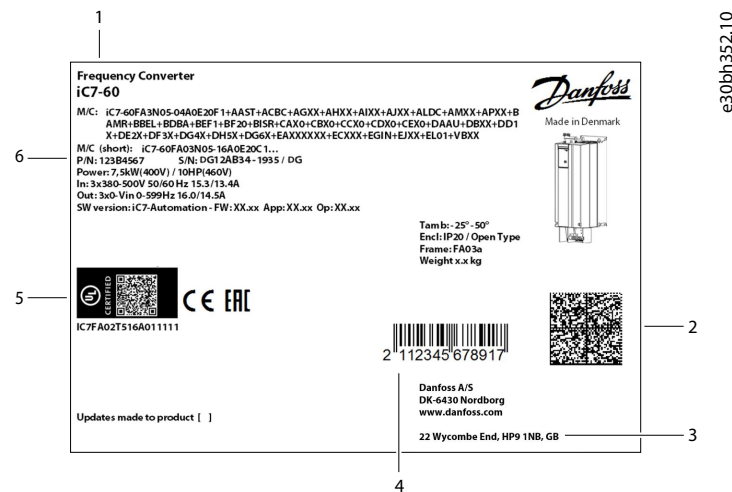 1
e30bh352.10
Frequency Converter
iC7-60
Danfoss
M/C: iC7-60FA3N05-04A0E20F1+AAST+ACBC+AGXX+AHXX+AIXX+AJXX+ALDC+AMXX+APXX+B
AMR+BBEL+BDBA+BEF1+BF20+BISR+CAX0+CBX0+CCX0+CDX0+CEX0+DAAU+DBXX+DD1
X+DE2X+DF3X+DG4X+DH5X+DG6X+EAXXXXXX+ECXXX+EGIN+EJXX+EL01+VBXX
Made in Denmark
M/C (short): iC7-60FA03N05-16A0E20C1...
6
P/N: 123B4567 S/N: DG12AB34-1935 / DG
Power: 7,5kW(400V) / 10HP(460V)
In: 3x380-500V 50/60 Hz 15.3/13.4A
Out: 3x0-Vin 0-599Hz 16.0/14.5A
SW version: iC7-Automation - FW: XX.xx App: XX.xx Op: XX.xx
Tamb: -25° -50°
Encl: IP20 / Open Type
Frame: FA03a
Weight x.x kg
5
UL
CERTIFIED
CE EAC
IC7FA02T516A011111
2
2 112345 678917
Danfoss A/S
DK-6430 Nordborg
www.danfoss.com
Updates made to product [ ]
22 Wycombe End, HP9 1NB, GB
3
4